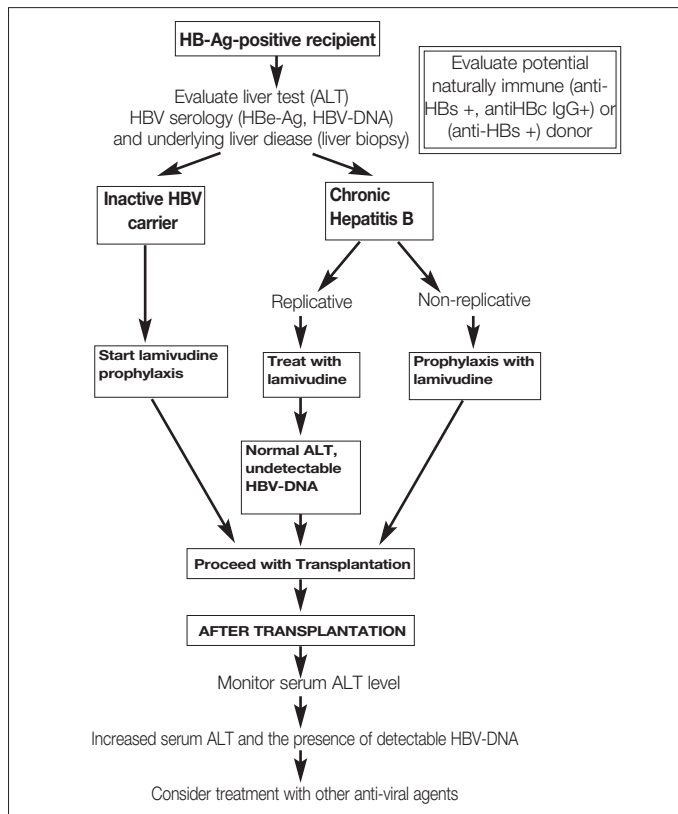 HB-Ag-positive recipient
Evaluate potential
naturally immune (anti-
HBs +, antiHBc IgG+) or
(anti-HBs +) donor
Evaluate liver test (ALT)
HBV serology (HBe-Ag, HBV-DNA)
and underlying liver diease (liver biopsy)
Inactive HBV
carrier
Chronic
Hepatitis B
Replicative
Non-replicative
Start lamivudine
prophylaxis
Treat with
lamivudine
Prophylaxis with
lamivudine
Normal ALT,
undetectable
HBV-DNA
Proceed with Transplantation
AFTER TRANSPLANTATION
Monitor serum ALT level
Increased serum ALT and the presence of detectable HBV-DNA
Consider treatment with other anti-viral agents